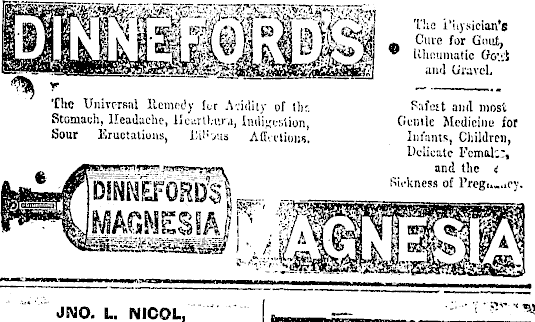 DINNEFORD'S
The Physician's
Cure for Gout,
Rheumatic Gout
and Gravel.
The Universal Remedy for Acidity of the
Stomach, Headache, Heartburn, Indigestion,
Sour Eructations, Bilious Affections.
Safest and most
Gentle Medicine for
Infants, Children,
Delicate Females,
and the
Sickness of Pregnancy.
DINNEFORD'S
MAGNESIA
MAGNESIA
JNO. L. NICOL,